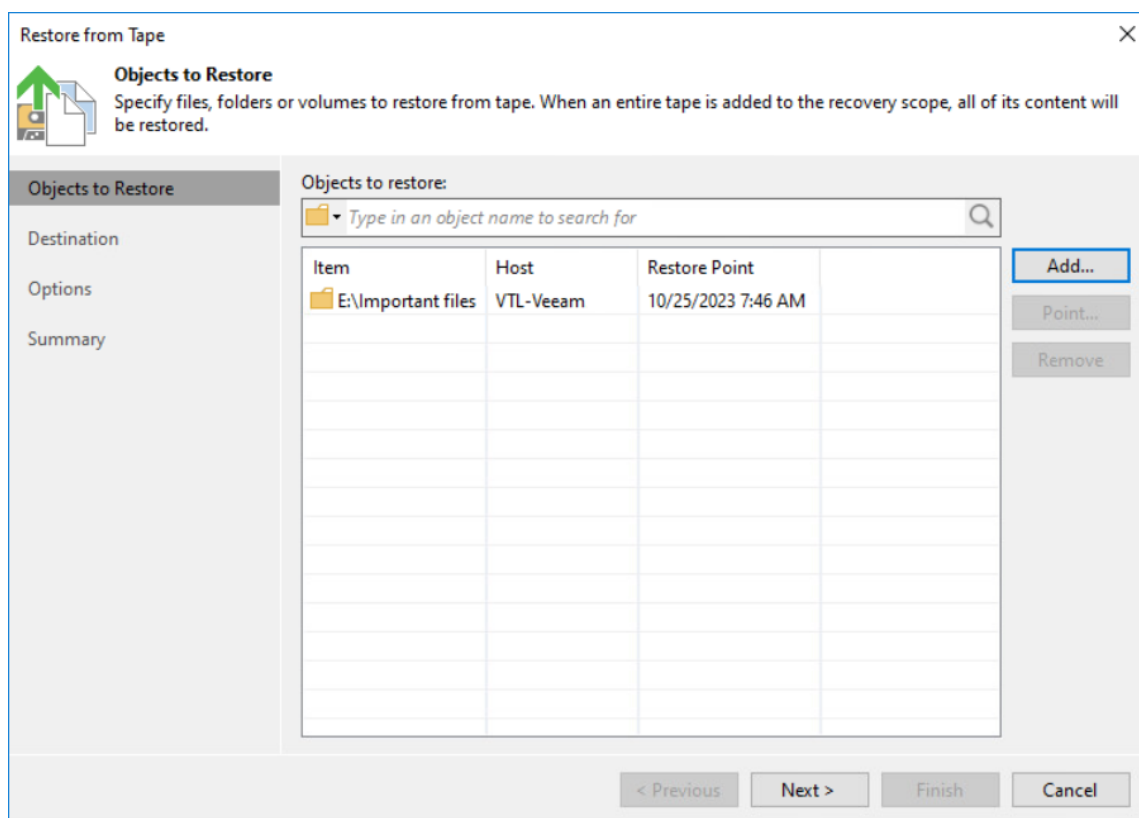 Restore from Tape
Objects to Restore
Specify files, folders or volumes to restore from tape. When an entire tape is added to the recovery scope, all of its content will
be restored.
Objects to Restore
Destination
Options
Summary
Objects to restore:
Type in an object name to search for
Item Host Restore Point
E:\Important files VTL-Veeam 10/25/2023 7:46 AM
Add...
Point...
Remove
< Previous Next > Finish Cancel